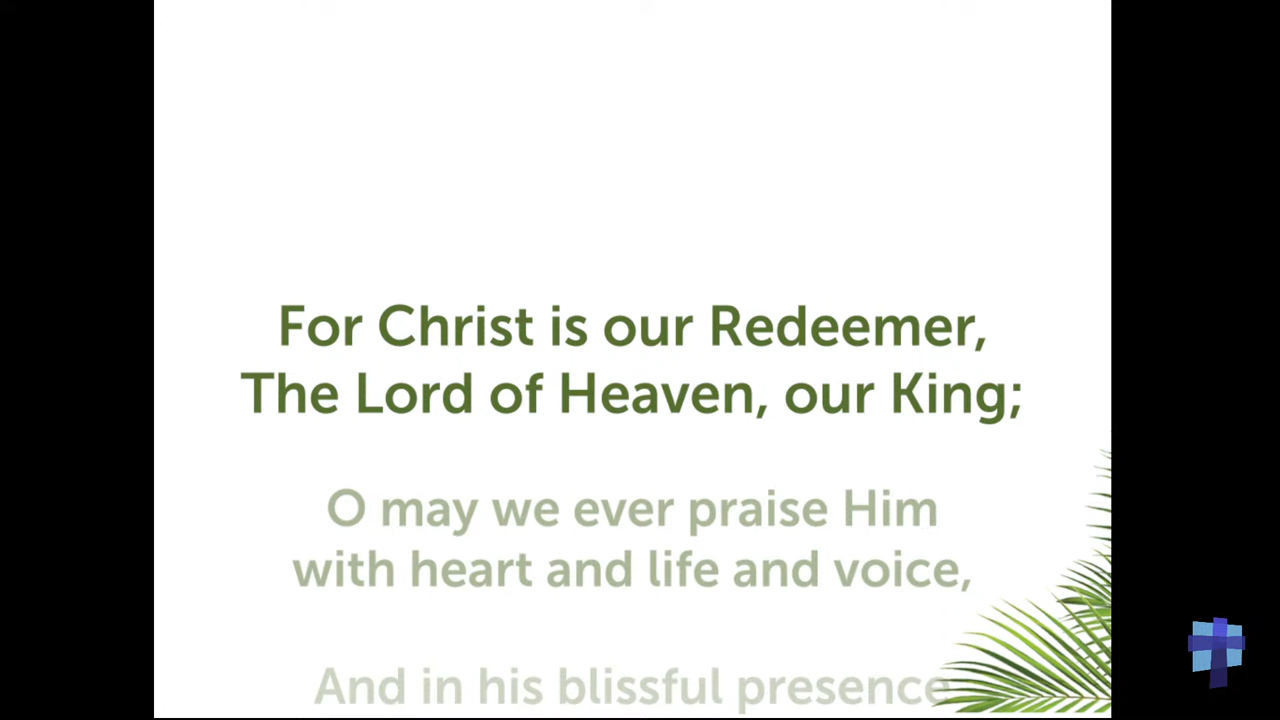 For Christ is our Redeemer,
The Lord of Heaven, our King;
O may we ever praise Him
with heart and life and voice,
And in his blissful presence